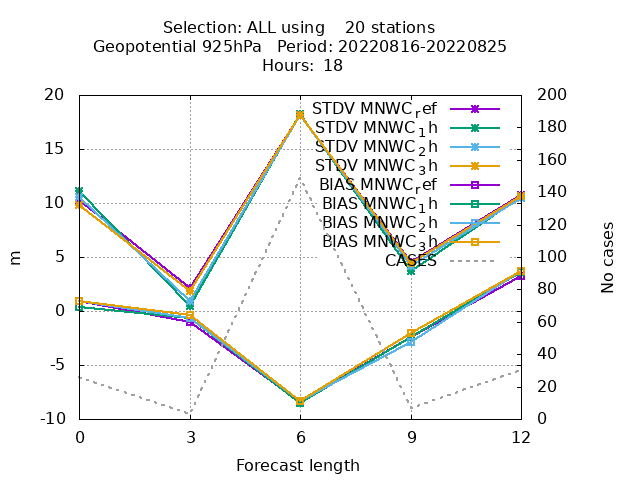 Selection: ALL using    20 stations
Geopotential 925hPa   Period: 20220816-20220825
Hours: 18
20
15
10
5
0
-5
-10
m
200
180
160
140
120
100
80
60
40
20
0
No cases
STDV MNWC_ref
STDV MNWC_1h
STDV MNWC_2h
STDV MNWC_3h
BIAS MNWC_ref
BIAS MNWC_1h
BIAS MNWC_2h
BIAS MNWC_3h
CASES
0 3 6 9 12
Forecast length